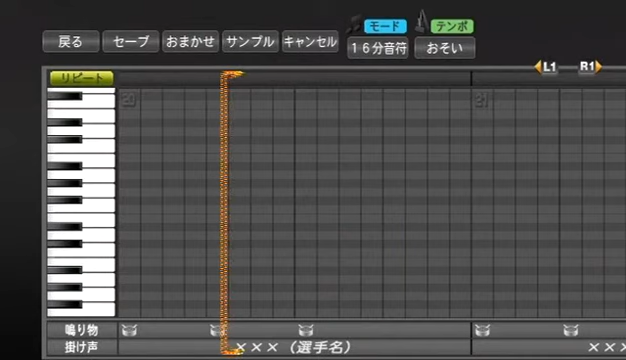 モード テンポ
戻る セーブ おまかせ サンプル キャンセル 16分音符 おそい
L1 R1
リピート
20 21
鳴り物
掛け声 ×××（選手名） ×××